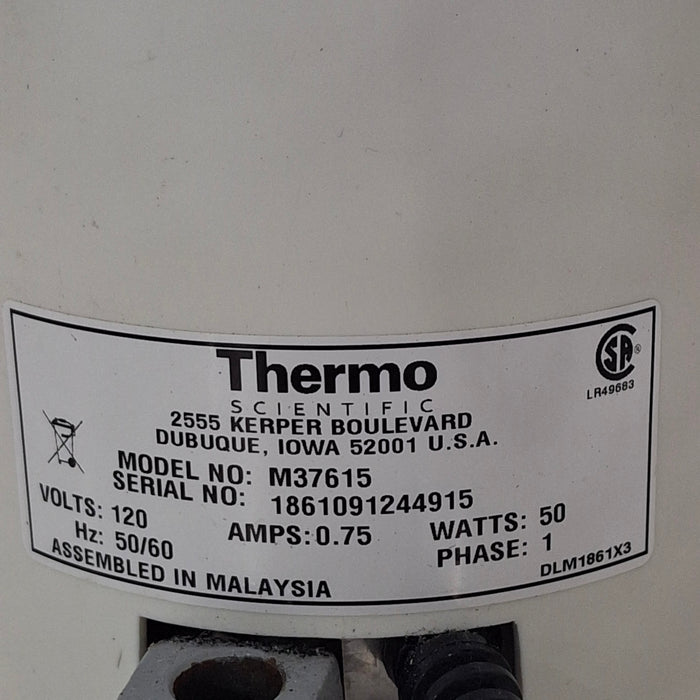 Thermo
SCIENTIFIC
SA ®
LR49683
2555 KERPER BOULEVARD
DUBUQUE, IOWA 52001 U.S.A.
MODEL NO: M37615
SERIAL NO: 1861091244915
VOLTS: 120
AMPS: 0.75
WATTS: 50
Hz: 50/60
PHASE: 1
ASSEMBLED IN MALAYSIA
DLM1861X3